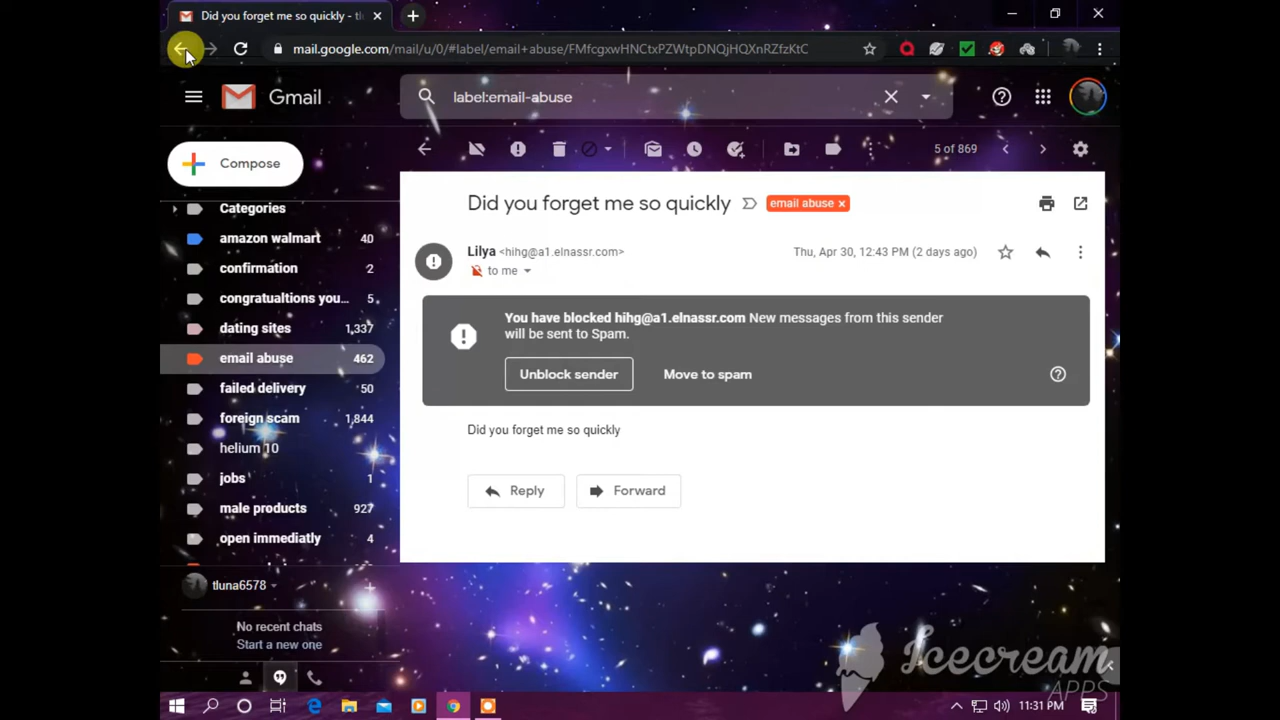 Did you forget me so quickly - tl
mail.google.com/mail/u/0/#label/email+abuse/FMfcgxwHNCtxPZWtpDNQjHQXnRZfzKtC
Gmail
label:email-abuse
Compose
5 of 869
Categories
amazon walmart 40
confirmation 2
congratualtions you... 5
dating sites 1,337
email abuse 462
failed delivery 50
foreign scam 1,844
helium 10
jobs 1
male products 927
open immediatly 4
tluna6578
No recent chats
Start a new one
Did you forget me so quickly
email abuse x
Lilya <hihg@a1.elnassr.com>
Thu, Apr 30, 12:43 PM (2 days ago)
to me
You have blocked hihg@a1.elnassr.com New messages from this sender
will be sent to Spam.
Unblock sender
Move to spam
Did you forget me so quickly
Reply
Forward
Icecream
APPS
11:31 PM